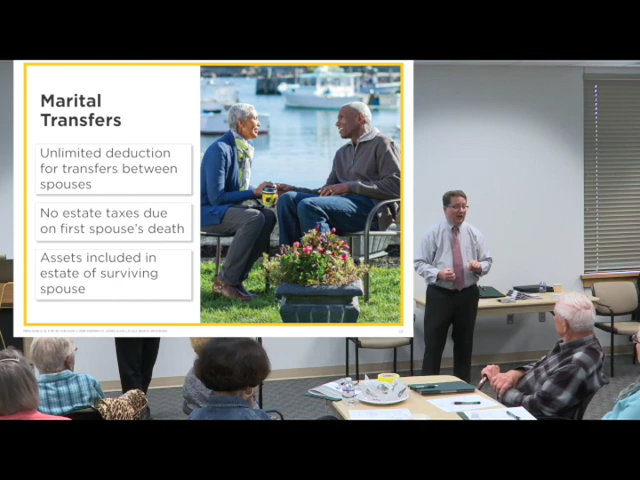 Marital
Transfers
Unlimited deduction
for transfers between
spouses
No estate taxes due
on first spouse's death
Assets included in
estate of surviving
spouse